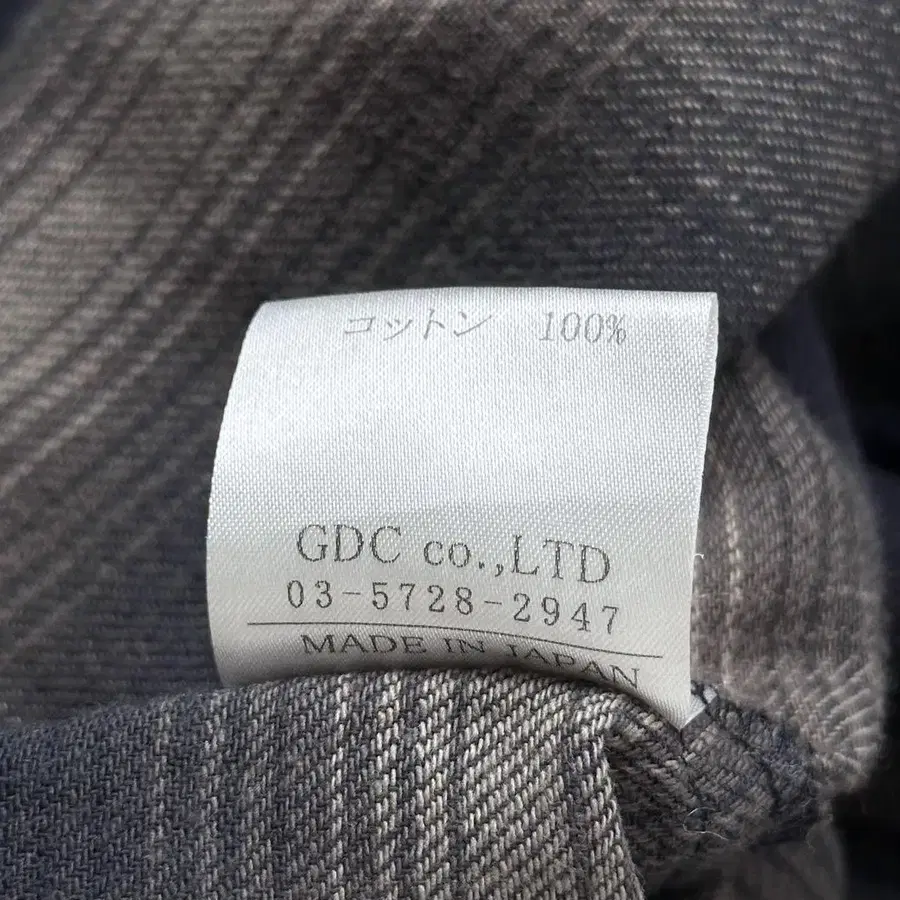 コットン 100%
GDC co.,LTD
03-5728-2947
MADE IN JAPAN